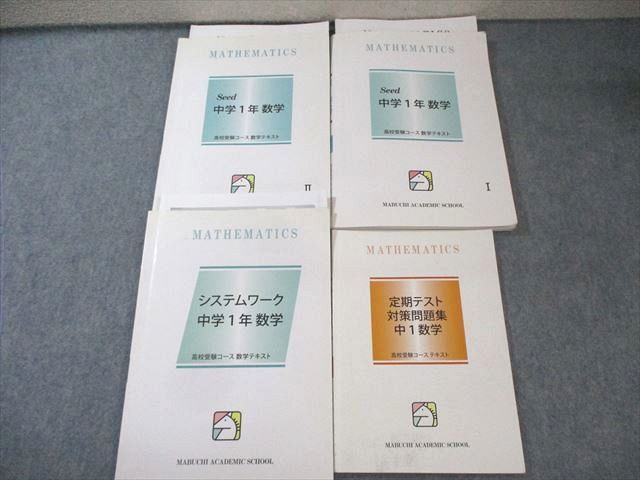 MATHEMATICS
Seed
中学1年 数学
高校受験コース 数学テキスト
II
MATHEMATICS
Seed
中学1年 数学
高校受験コース 数学テキスト
I
MABUCHI ACADEMIC SCHOOL
MATHEMATICS
システムワーク
中学1年 数学
高校受験コース 数学テキスト
MABUCHI ACADEMIC SCHOOL
MATHEMATICS
定期テスト
対策問題集
中1数学
高校受験コース テキスト
MABUCHI ACADEMIC SCHOOL